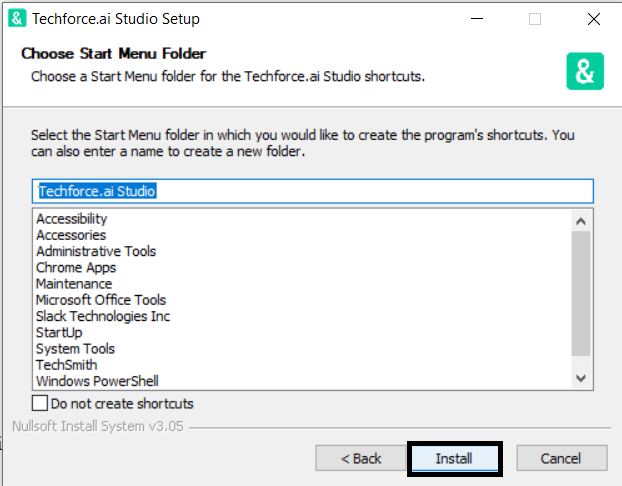 & Techforce.ai Studio Setup
Choose Start Menu Folder
Choose a Start Menu folder for the Techforce.ai Studio shortcuts.
&
Select the Start Menu folder in which you would like to create the program's shortcuts. You
can also enter a name to create a new folder.
Techforce.ai Studio
Accessibility
Accessories
Administrative Tools
Chrome Apps
Maintenance
Microsoft Office Tools
Slack Technologies Inc
StartUp
System Tools
TechSmith
Windows PowerShell
Do not create shortcuts
Nullsoft Install System v3.05
< Back
Install
Cancel